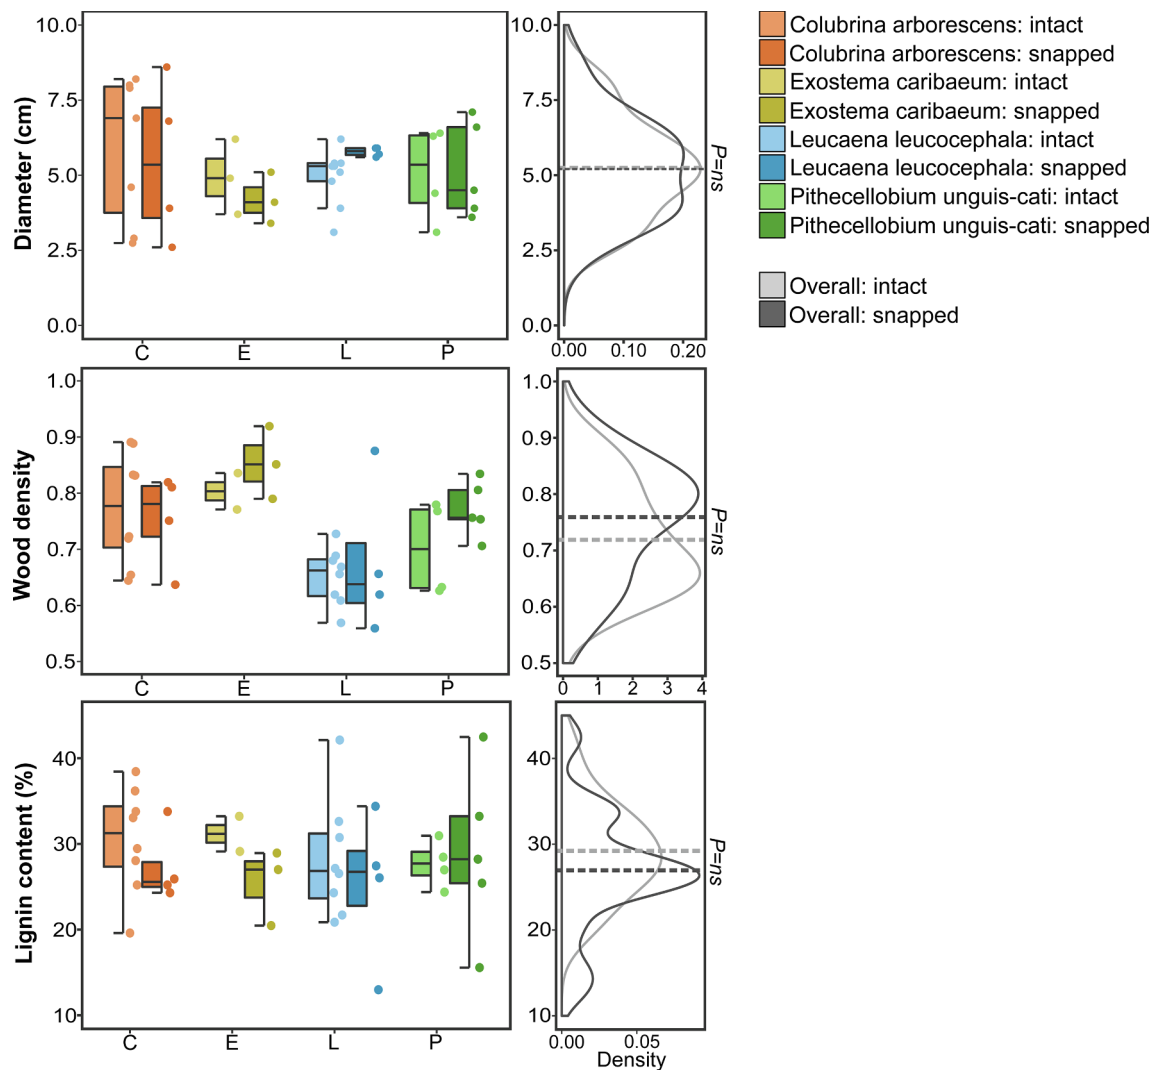 Diameter (cm)
10.0
7.5
5.0
2.5
0.0
C E L P
10.0
7.5
5.0
2.5
0.0
0.00 0.10 0.20
P=ns
Colubrina arborescens: intact
Colubrina arborescens: snapped
Exostema caribaeum: intact
Exostema caribaeum: snapped
Leucaena leucocephala: intact
Leucaena leucocephala: snapped
Pithecellobium unguis-cati: intact
Pithecellobium unguis-cati: snapped
Overall: intact
Overall: snapped
Wood density
1.0
0.9
0.8
0.7
0.6
0.5
C E L P
1.0
0.9
0.8
0.7
0.6
0.5
0 1 2 3 4
P=ns
Lignin content (%)
40
30
20
10
C E L P
40
30
20
10
0.00 0.05
Density
P=ns